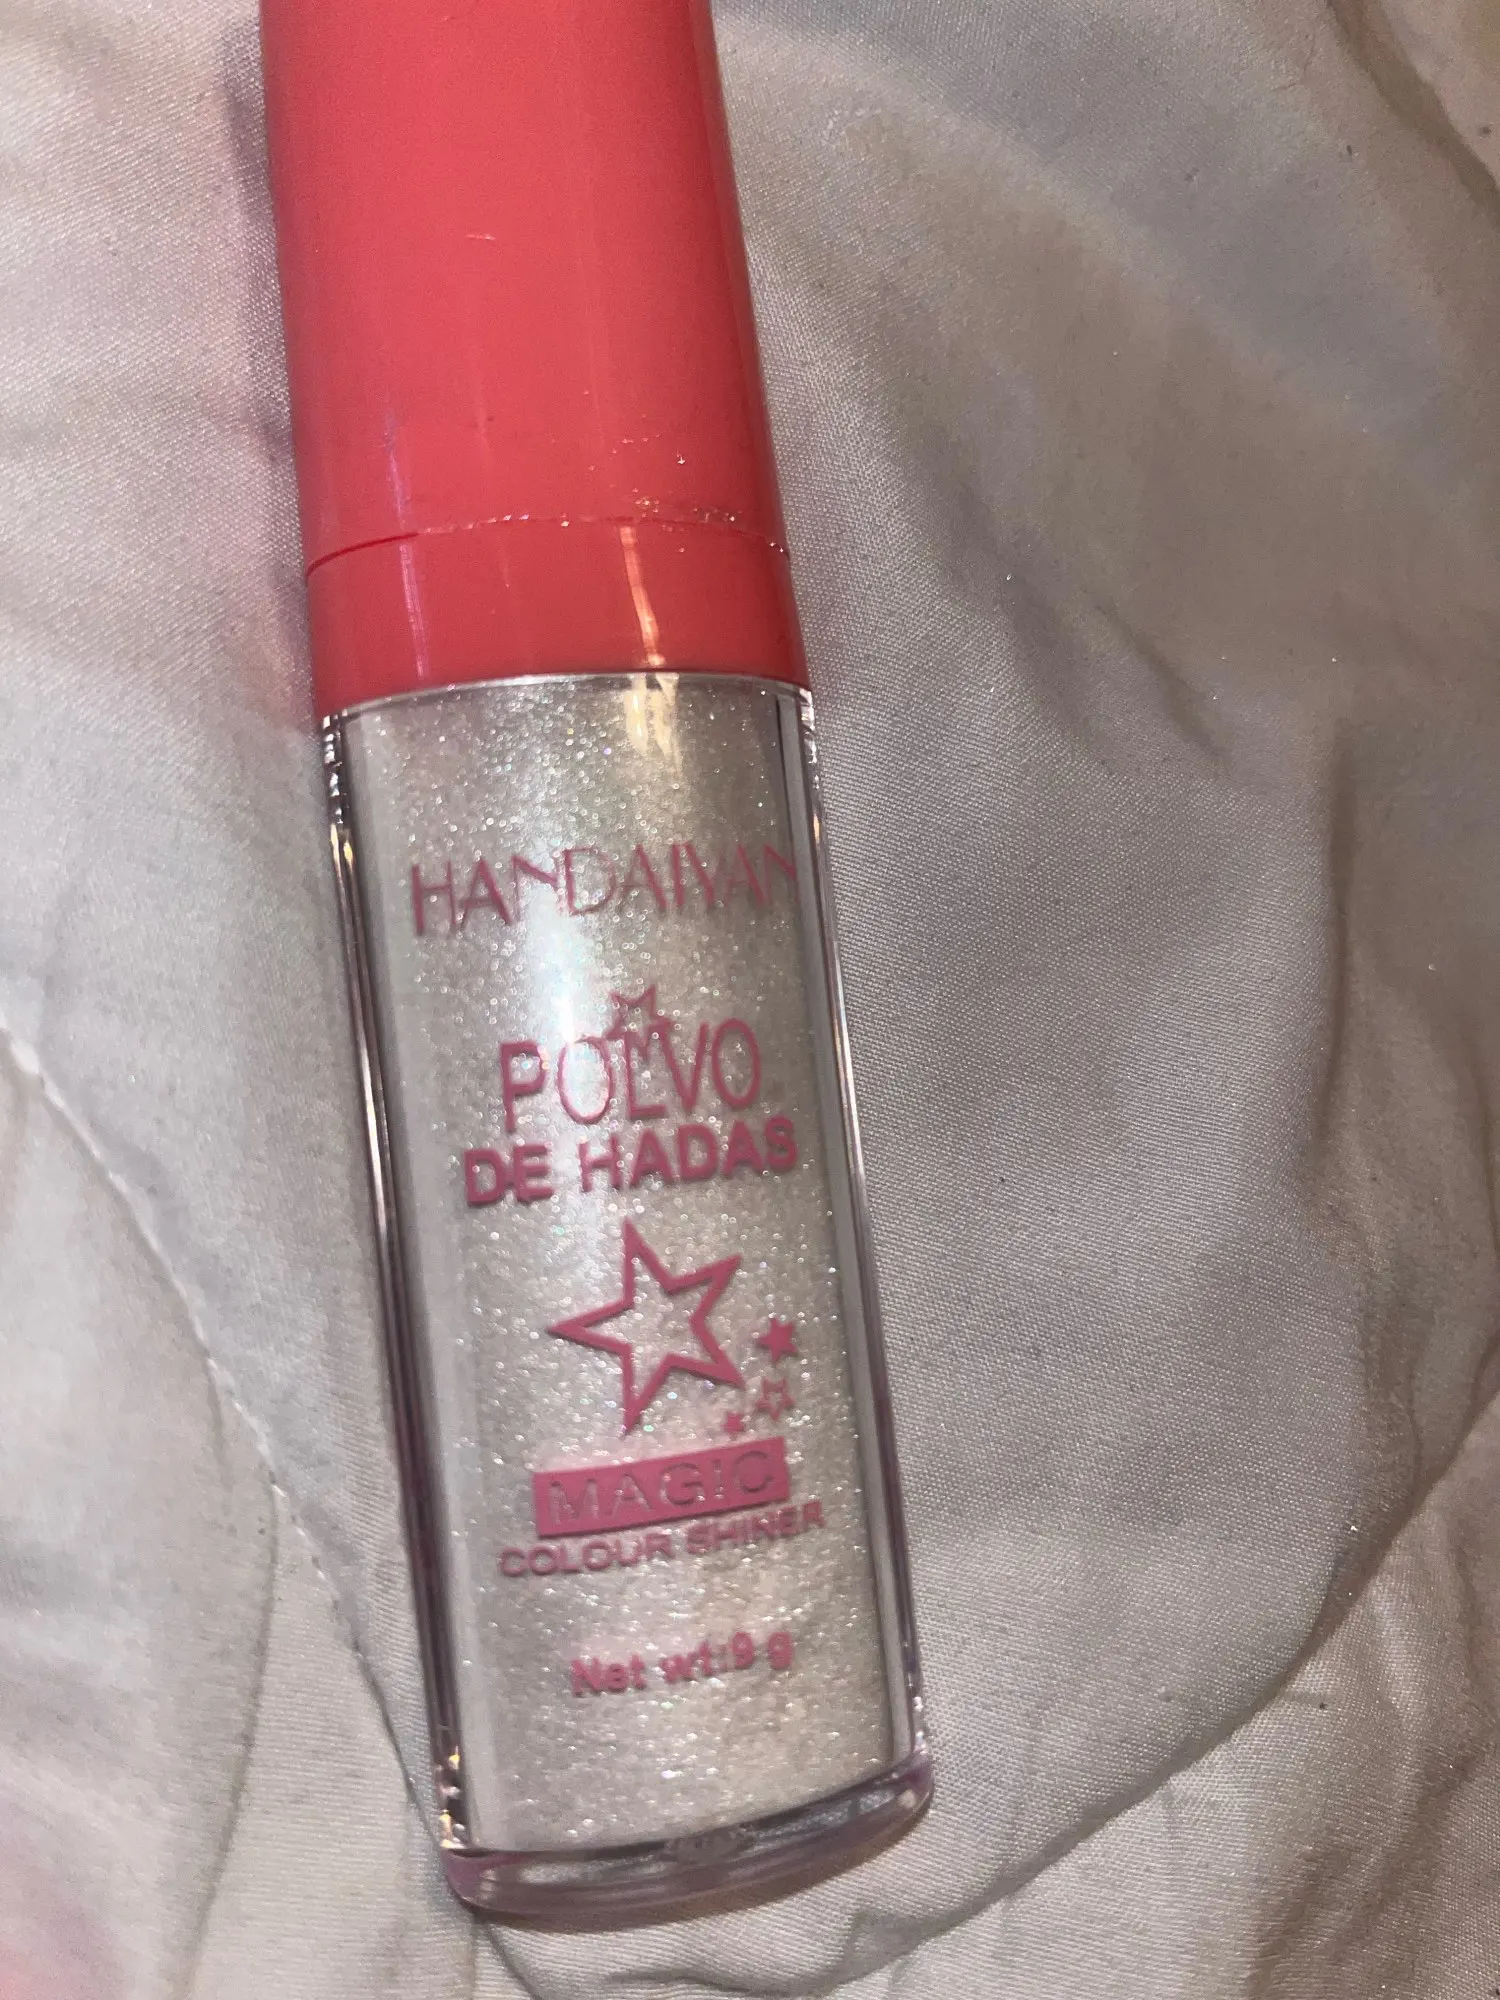 HANDAIYAN
POLVO
DE HADAS
MAGIC
COLOUR SHINER
Net wt:9 g